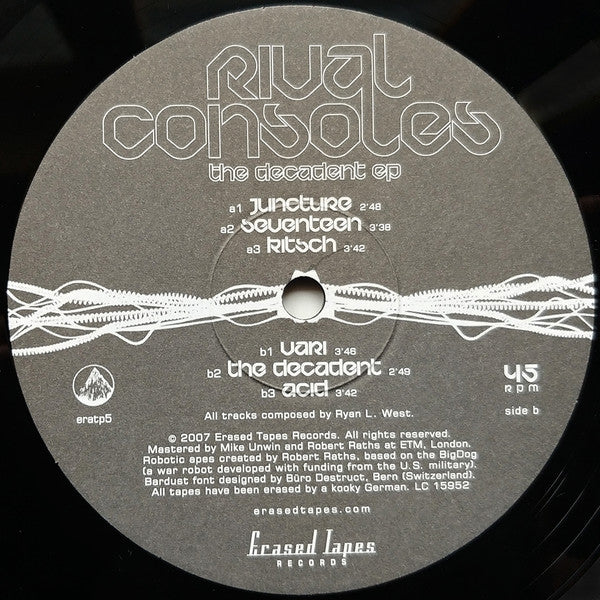 Rival
Consoles
the decadent ep
a1 Juncture 2'48
a2 Seventeen 3'38
a3 Kitsch 3'42
b1 Vari 3'46
b2 The Decadent 2'49
b3 Acid 3'42
45
RPM
eratp5
side b
All tracks composed by Ryan L. West.
© 2007 Erased Tapes Records. All rights reserved.
Mastered by Mike Unwin and Robert Raths at ETM, London.
Robotic apes created by Robert Raths, based on the BigDog
(a war robot developed with funding from the U.S. military).
Bardust font designed by Büro Destruct, Bern (Switzerland).
All tapes have been erased by a kooky German. LC 15952
erasedtapes.com
Erased Tapes
RECORDS